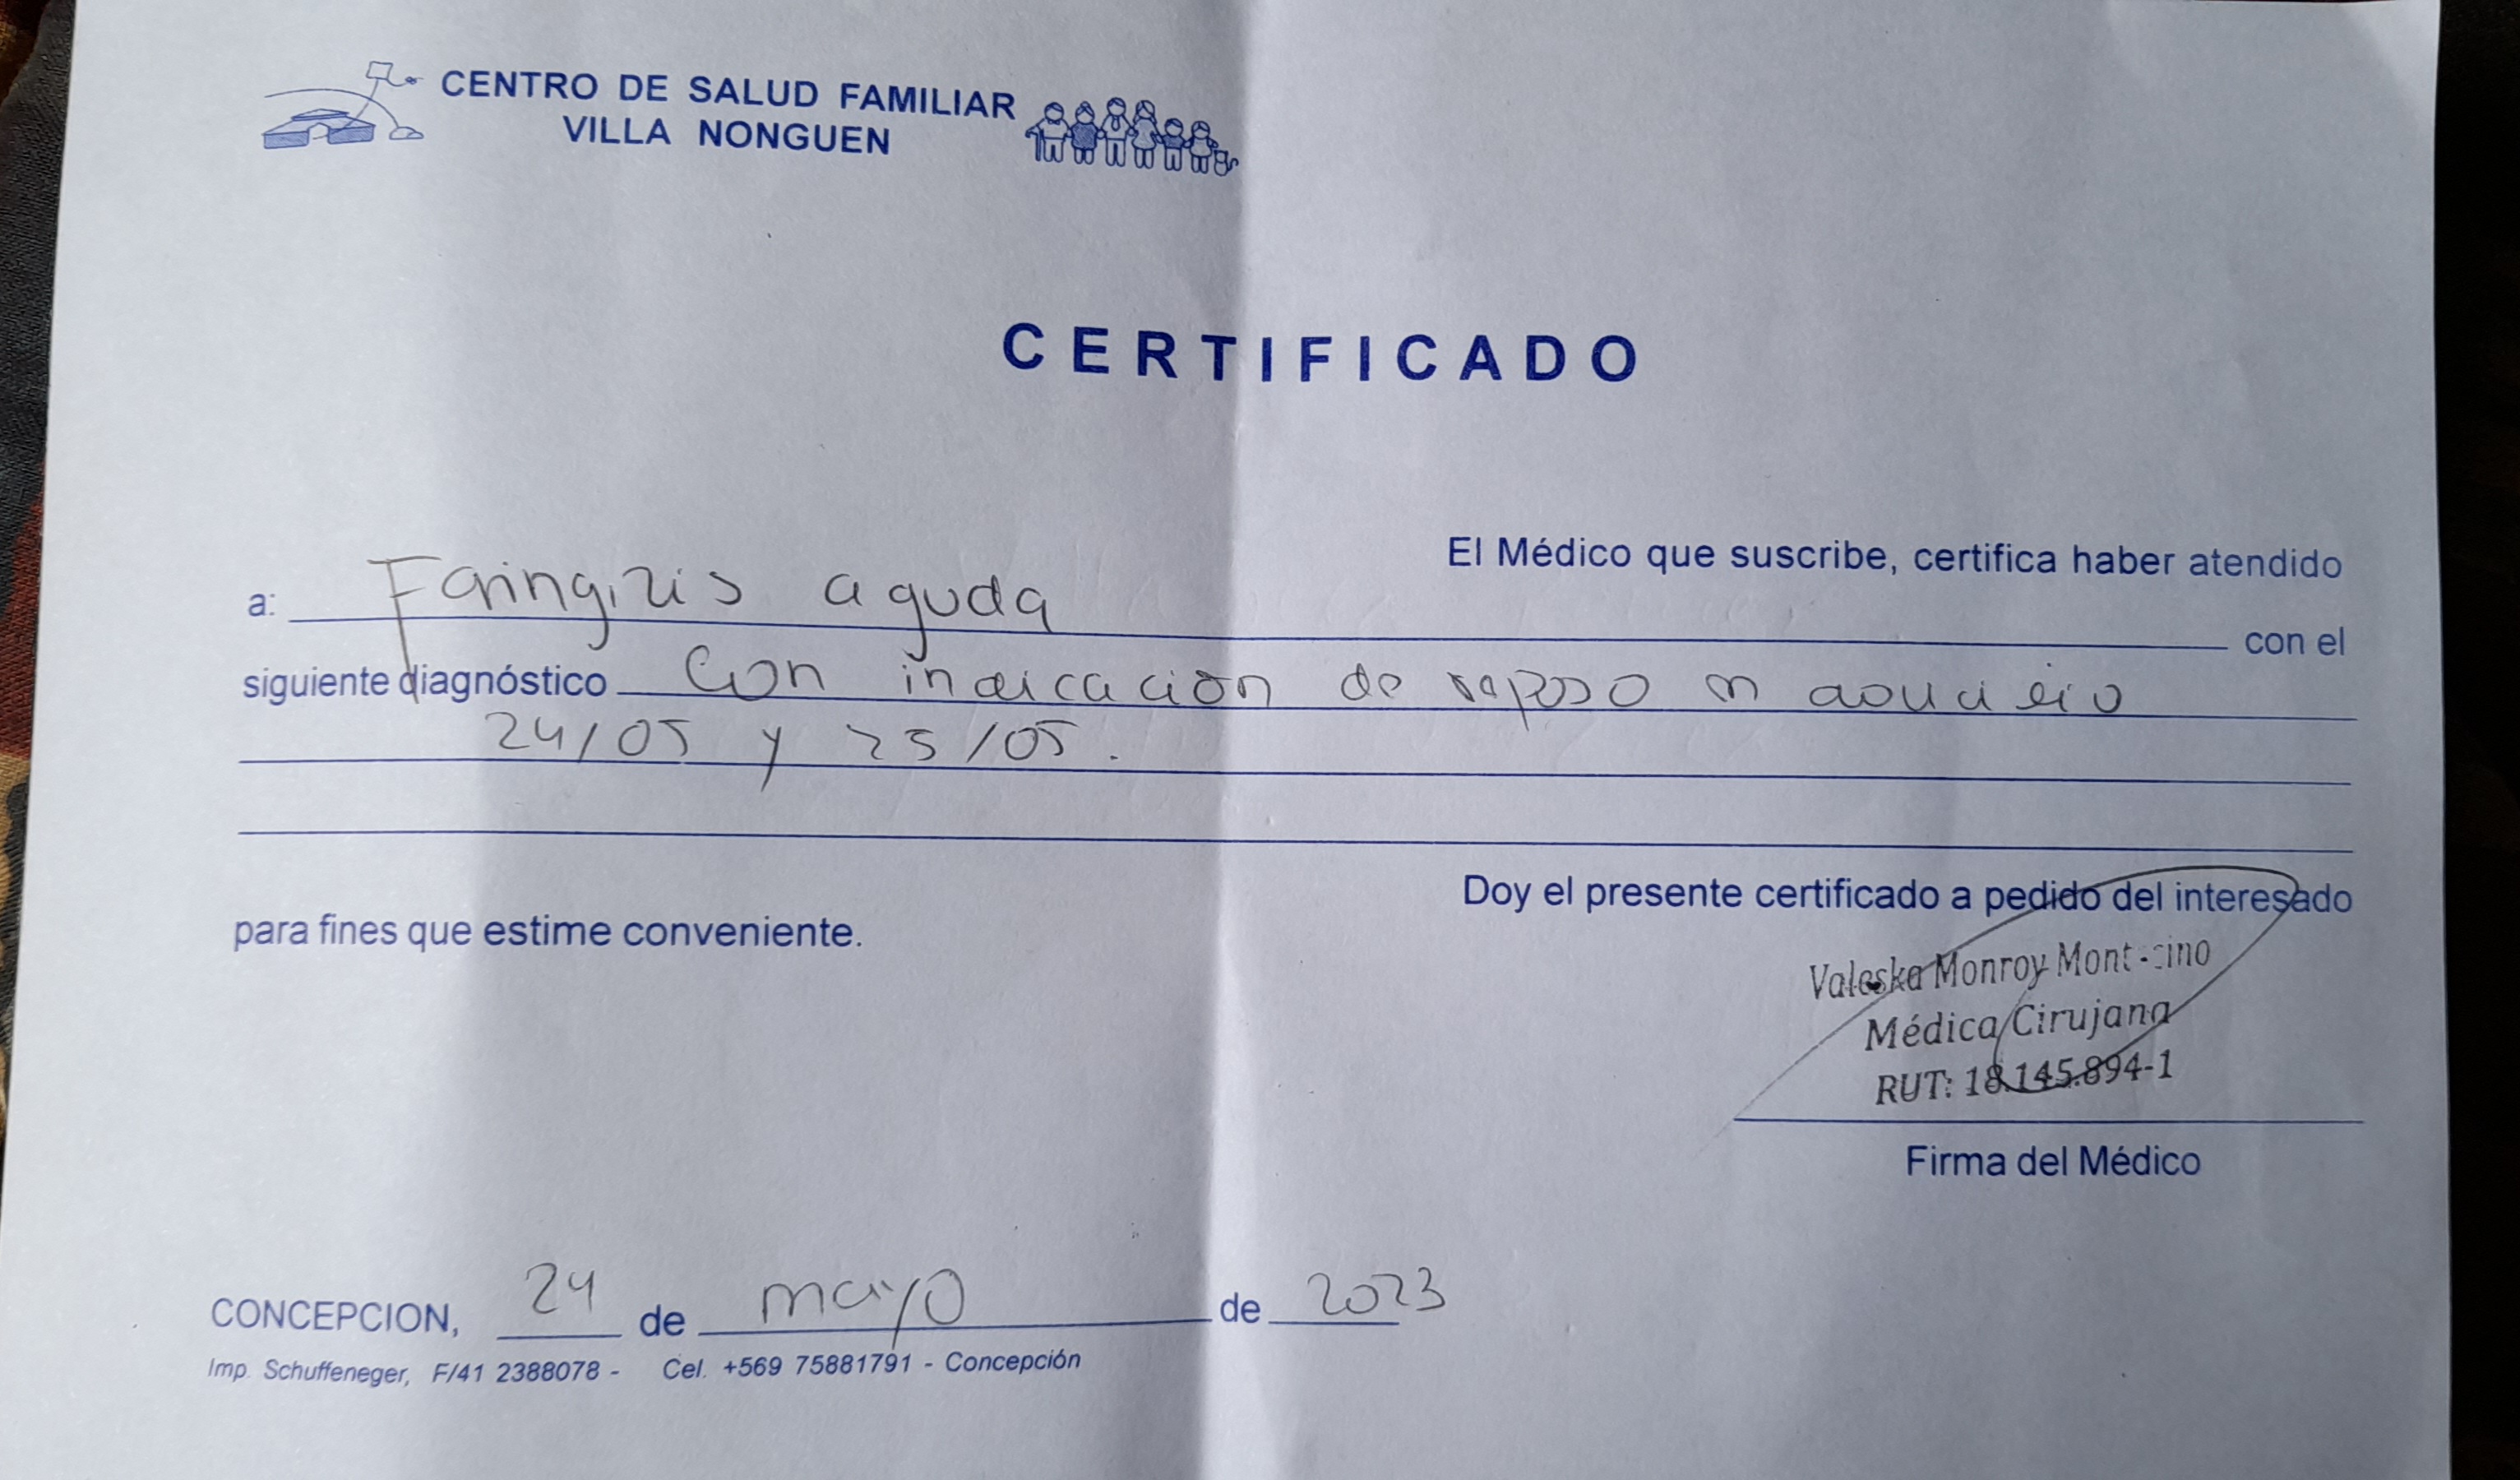 CENTRO DE SALUD FAMILIAR
VILLA NONGUEN
CERTIFICADO
El Médico que suscribe, certifica haber atendido
a: Faringitis aguda con el
siguiente diagnóstico Con indicación de reposo en domicilio
24/05 y 25/05.
Doy el presente certificado a pedido del interesado
para fines que estime conveniente.
Valeska Monroy
Médica Cirujana
RUT: 18.145.894-1
Firma del Médico
CONCEPCION, 24 de mayo de 2023
Imp. Schuffeneger, F/41 2388078 - Cel. +569 75881791 - Concepción